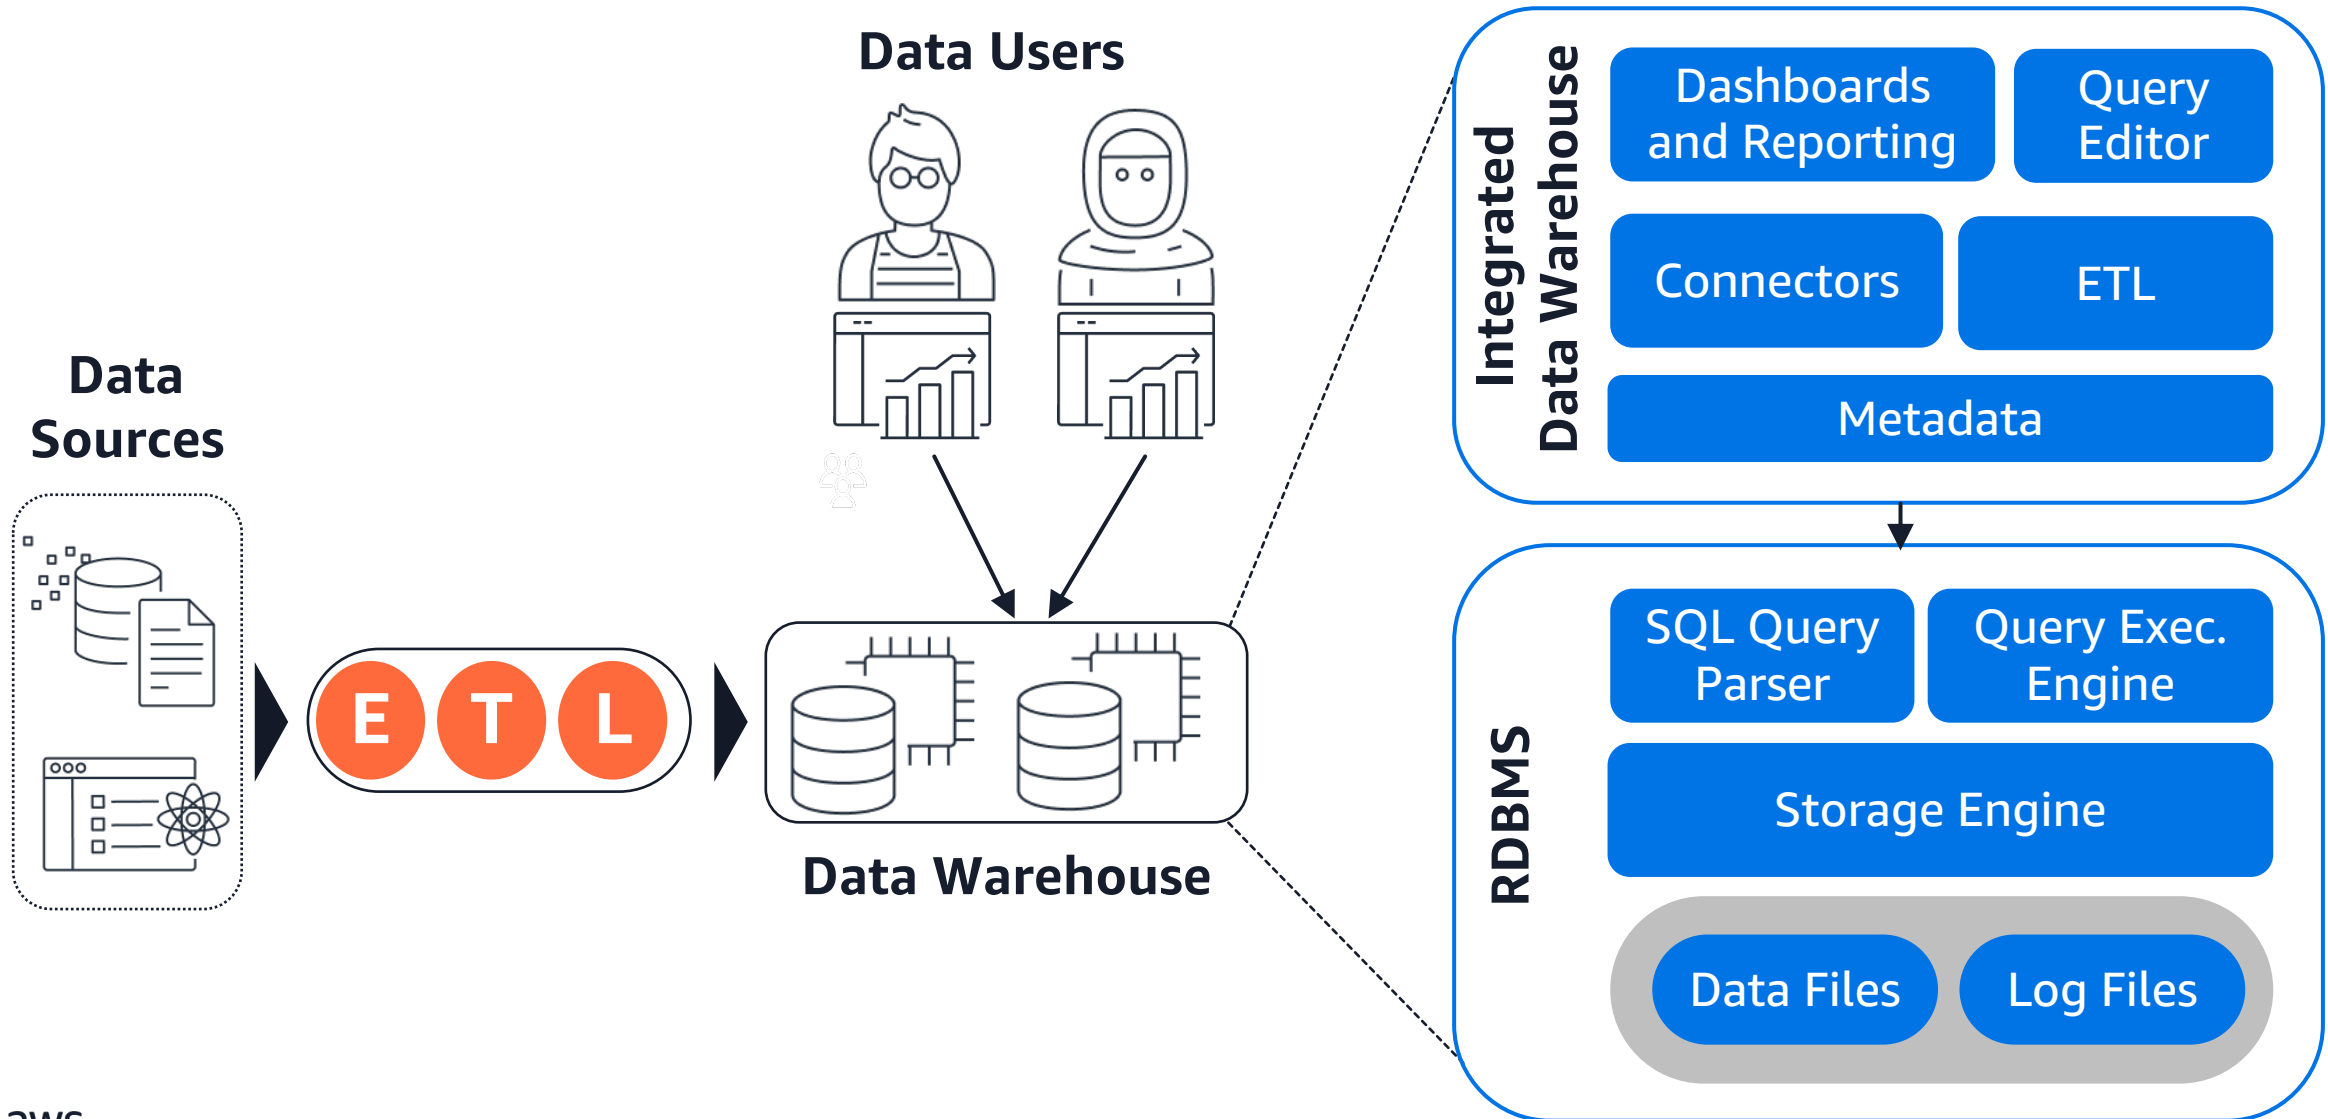 Data Users
Data
Sources
E T L
Data Warehouse
Integrated
Data Warehouse
Dashboards
and Reporting
Query
Editor
Connectors
ETL
Metadata
RDBMS
SQL Query
Parser
Query Exec.
Engine
Storage Engine
Data Files
Log Files
aws